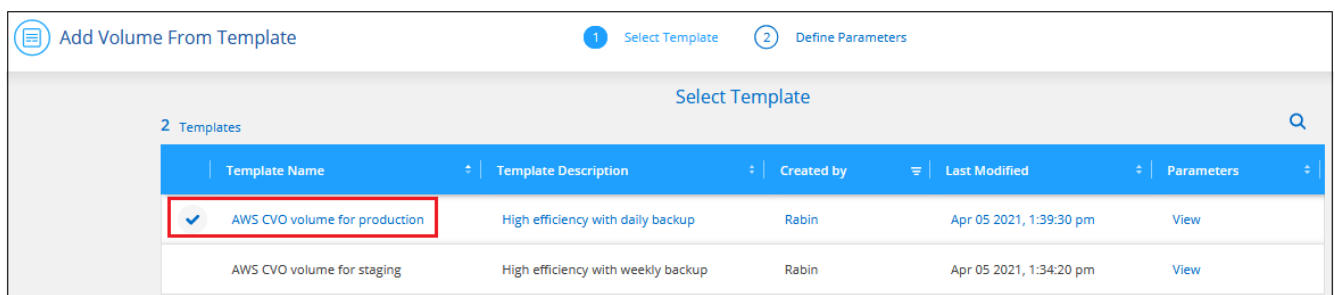 Add Volume From Template
1 Select Template 2 Define Parameters
Select Template
2 Templates
Template Name Template Description Created by Last Modified Parameters
AWS CVO volume for production High efficiency with daily backup Rabin Apr 05 2021, 1:39:30 pm View
AWS CVO volume for staging High efficiency with weekly backup Rabin Apr 05 2021, 1:34:20 pm View